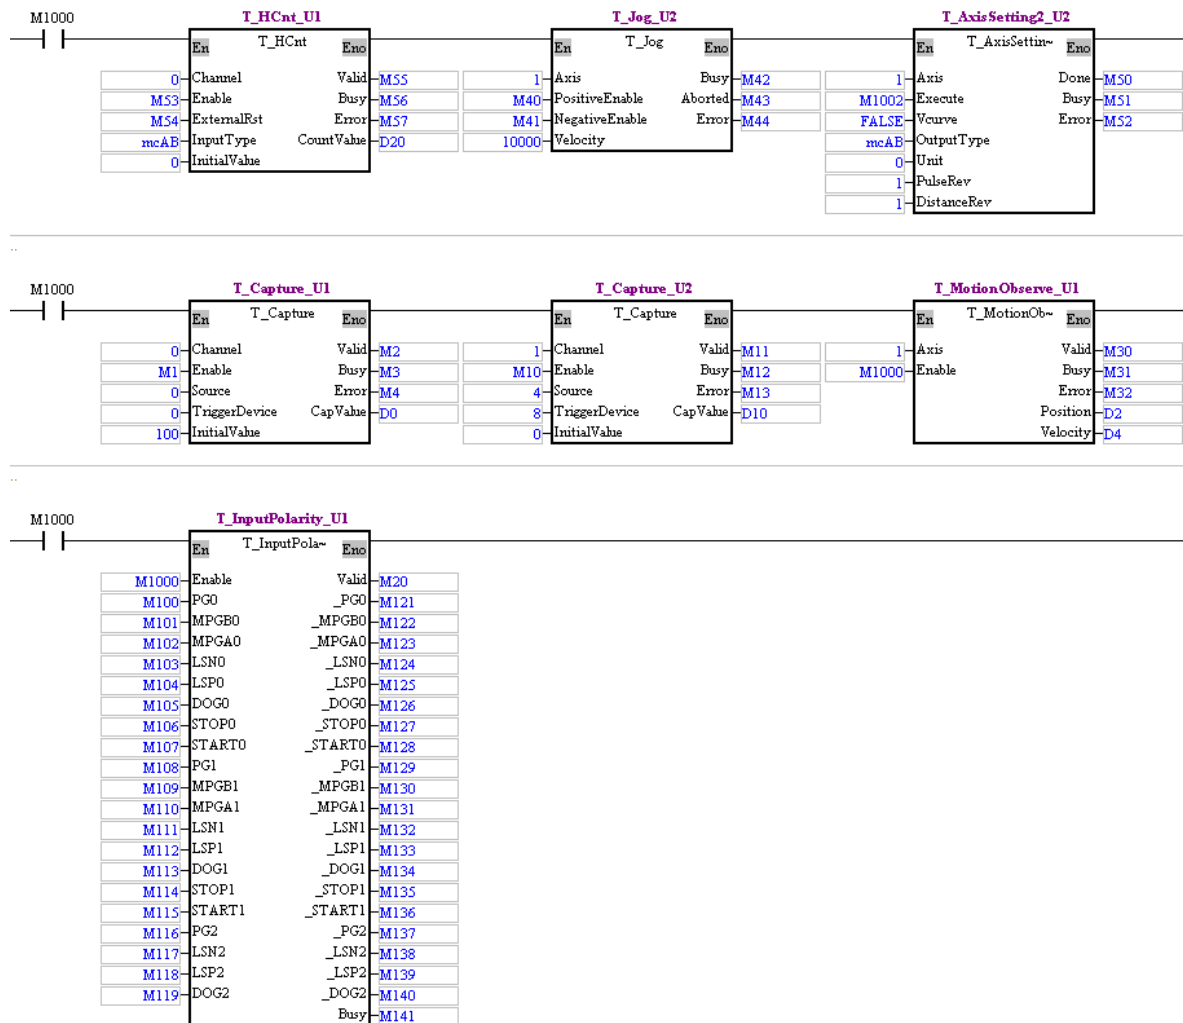 M1000 T_HCnt_U1 T_Jog_U2 T_AxisSetting2_U2
En T_HCnt Eno En T_Jog Eno En T_AxisSettin~ Eno
0 Channel Valid M55 1 Axis Busy M42 1 Axis Done M50
M53 Enable Busy M56 M40 PositiveEnable Aborted M43 M1002 Execute Busy M51
M54 ExternalRst Error M57 M41 NegativeEnable Error M44 FALSE Vcurve Error M52
mcAB InputType CountValue D20 10000 Velocity mcAB OutputType
0 InitialValue 0 Unit
1 PulseRev
1 DistanceRev
..
M1000 T_Capture_U1 T_Capture_U2 T_MotionObserve_U1
En T_Capture Eno En T_Capture Eno En T_MotionOb~ Eno
0 Channel Valid M2 1 Channel Valid M11 1 Axis Valid M30
M1 Enable Busy M3 M10 Enable Busy M12 M1000 Enable Busy M31
0 Source Error M4 4 Source Error M13 Error M32
0 TriggerDevice CapValue D0 8 TriggerDevice CapValue D10 Position D2
100 InitialValue 0 InitialValue Velocity D4
..
M1000 T_InputPolarity_U1
En T_InputPola~ Eno
M1000 Enable Valid M20
M100 PG0 _PG0 M121
M101 MPGB0 _MPGB0 M122
M102 MPGA0 _MPGA0 M123
M103 LSN0 _LSN0 M124
M104 LSP0 _LSP0 M125
M105 DOG0 _DOG0 M126
M106 STOP0 _STOP0 M127
M107 START0 _START0 M128
M108 PG1 _PG1 M129
M109 MPGB1 _MPGB1 M130
M110 MPGA1 _MPGA1 M131
M111 LSN1 _LSN1 M132
M112 LSP1 _LSP1 M133
M113 DOG1 _DOG1 M134
M114 STOP1 _STOP1 M135
M115 START1 _START1 M136
M116 PG2 _PG2 M137
M117 LSN2 _LSN2 M138
M118 LSP2 _LSP2 M139
M119 DOG2 _DOG2 M140
Busy M141